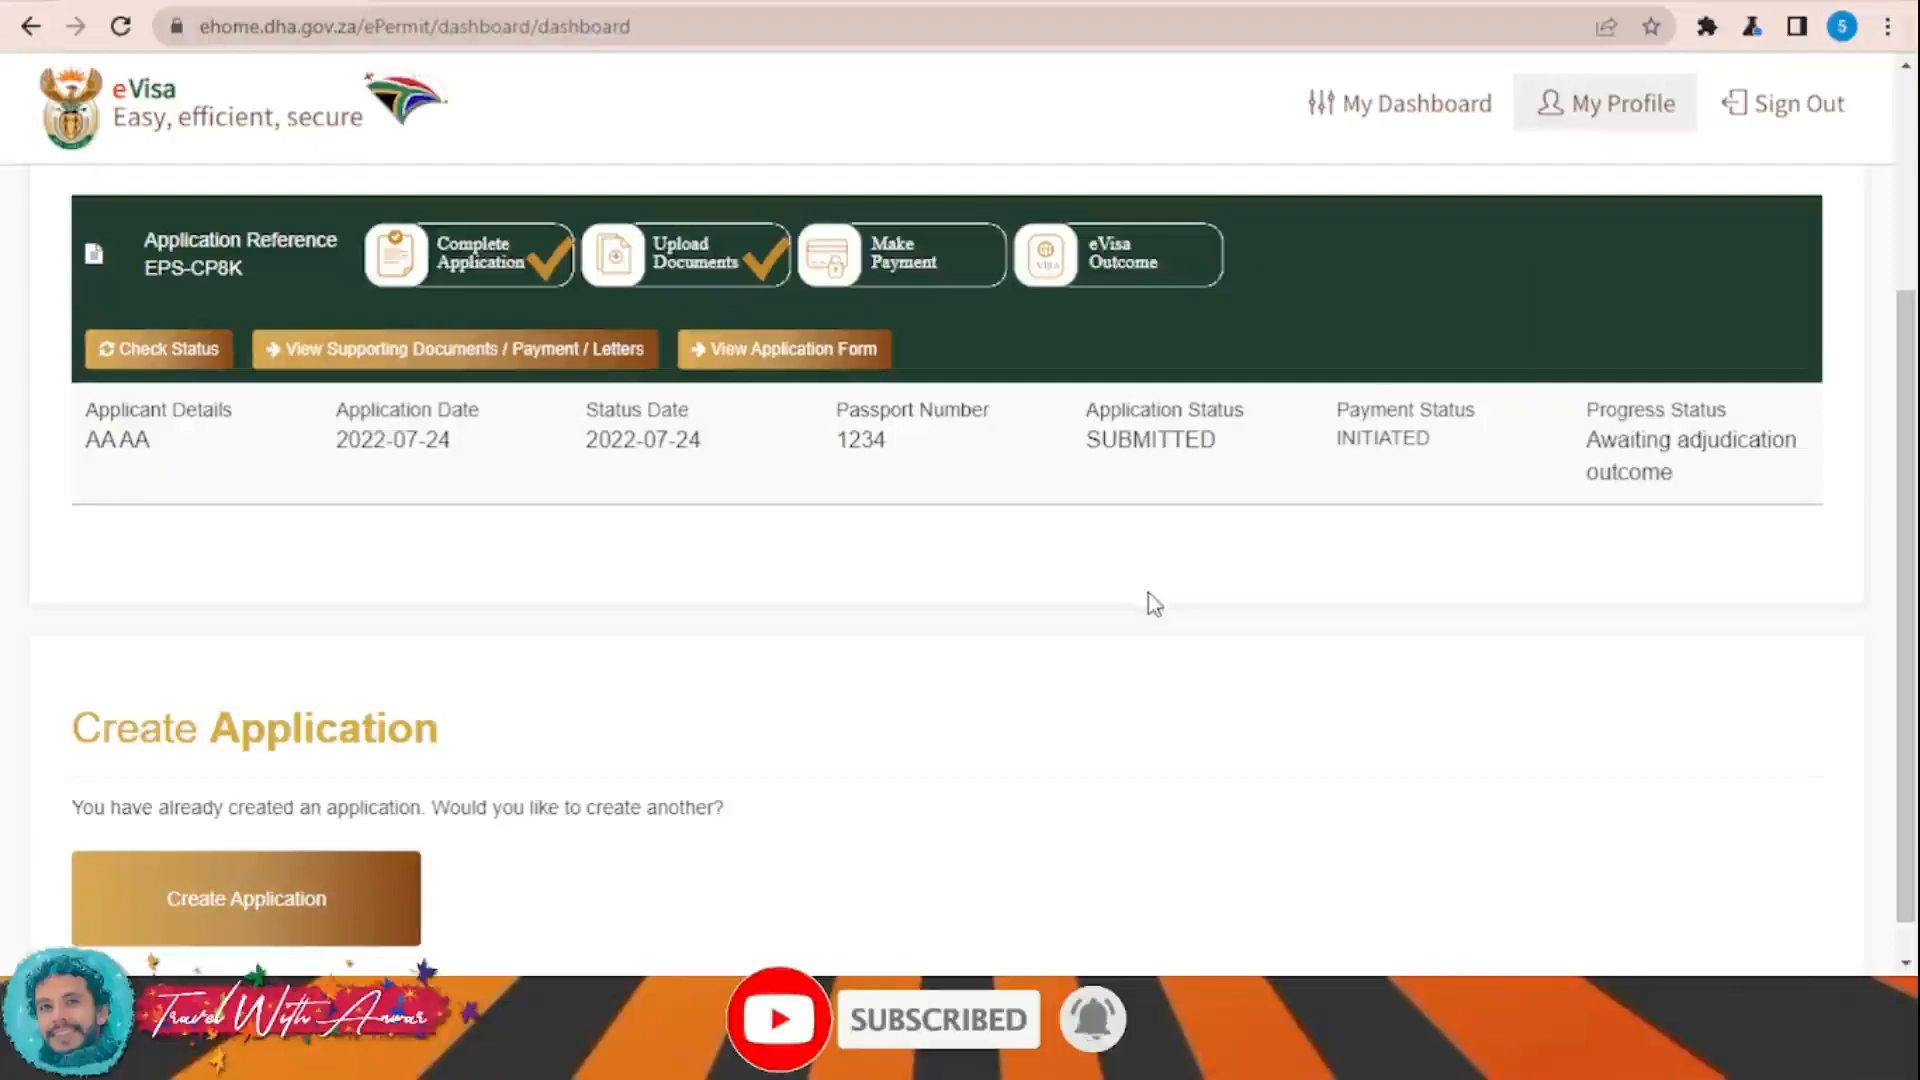 ehome.dha.gov.za/ePermit/dashboard/dashboard
5
eVisa
Easy, efficient, secure
My Dashboard
My Profile
Sign Out
Application Reference
EPS-CP8K
Complete
Application
Upload
Documents
Make
Payment
VISA
eVisa
Outcome
Check Status
View Supporting Documents / Payment / Letters
View Application Form
Applicant Details
AA AA
Application Date
2022-07-24
Status Date
2022-07-24
Passport Number
1234
Application Status
SUBMITTED
Payment Status
INITIATED
Progress Status
Awaiting adjudication
outcome
Create Application
You have already created an application. Would you like to create another?
Create Application
Travel With Anwar
SUBSCRIBED